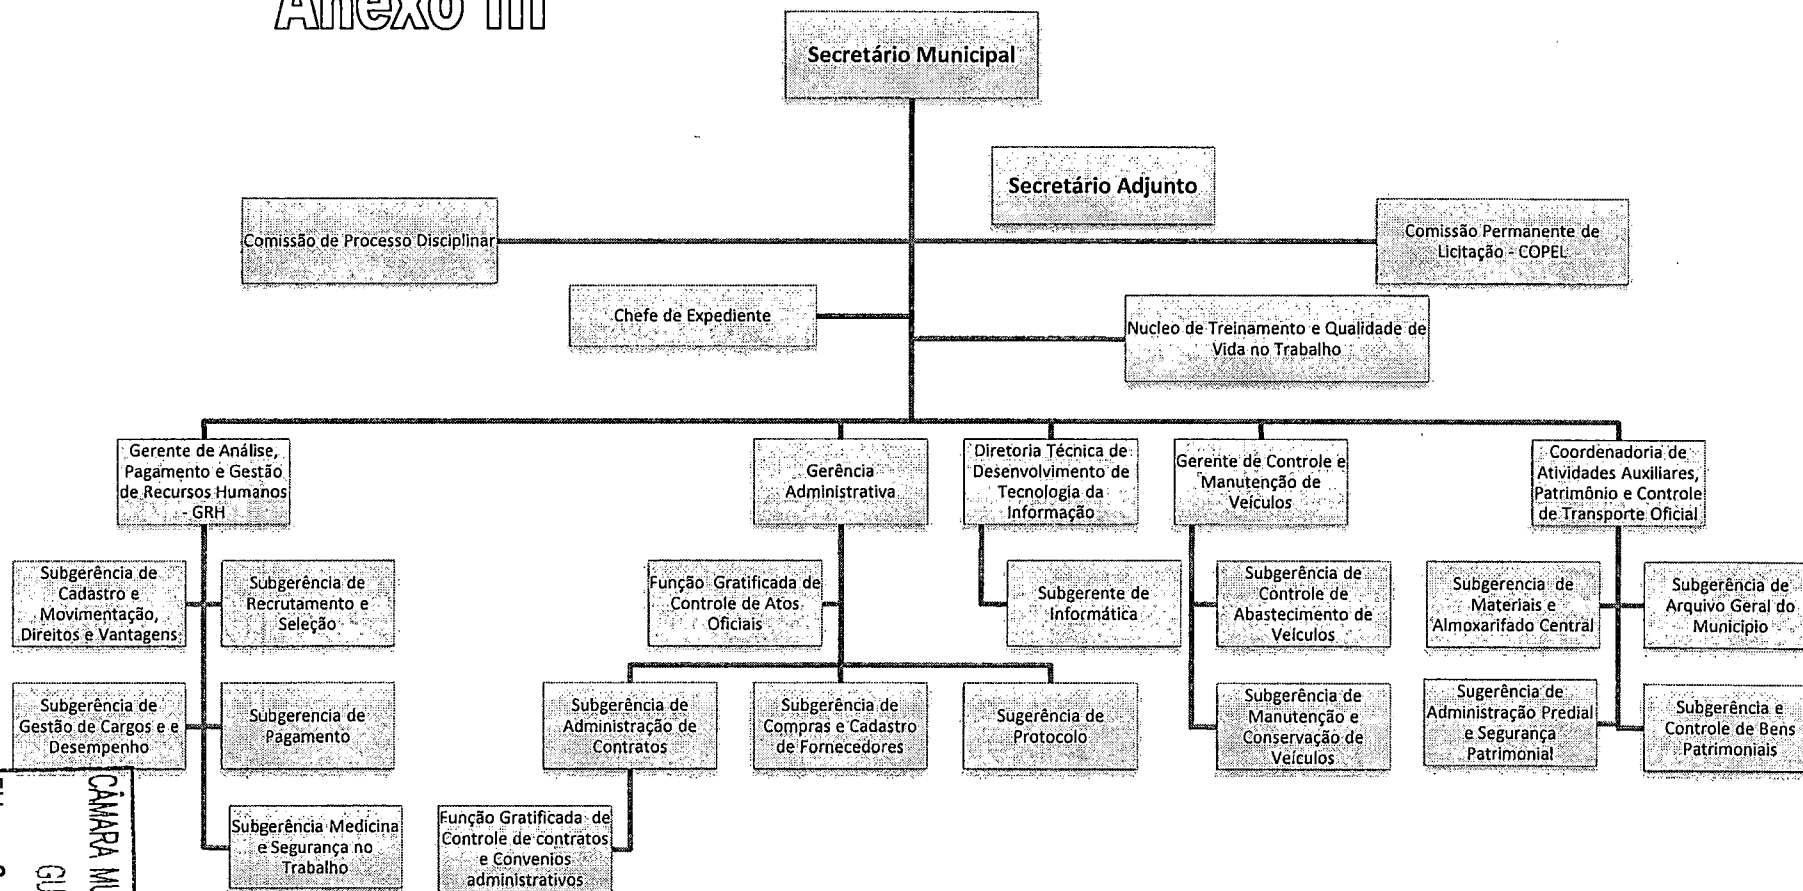 Anexo III
Secretário Municipal
Secretário Adjunto
Comissão de Processo Disciplinar
Comissão Permanente de
Licitação - COPEL
Chefe de Expediente
Nucleo de Treinamento e Qualidade de
Vida no Trabalho
Gerente de Análise,
Pagamento e Gestão
de Recursos Humanos
- GRH
Gerência
Administrativa
Diretoria Técnica de
Desenvolvimento de
Tecnologia da
Informação
Gerente de Controle e
Manutenção de
Veículos
Coordenadoria de
Atividades Auxiliares,
Patrimônio e Controle
de Transporte Oficial
Subgerência de
Cadastro e
Movimentação,
Direitos e Vantagens
Subgerência de
Recrutamento e
Seleção
Função Gratificada de
Controle de Atos
Oficiais
Subgerente de
Informática
Subgerência de
Controle de
Abastecimento de
Veículos
Subgerencia de
Materiais e
Almoxarifado Central
Subgerência de
Arquivo Geral do
Municipio
Subgerência de
Gestão de Cargos e e
Desempenho
Subgerencia de
Pagamento
Subgerência de
Administração de
Contratos
Subgerência de
Compras e Cadastro
de Fornecedores
Sugerência de
Protocolo
Subgerência de
Manutenção e
Conservação de
Veículos
Sugerência de
Administração Predial
e Segurança
Patrimonial
Subgerência e
Controle de Bens
Patrimoniais
Subgerência Medicina
e Segurança no
Trabalho
Função Gratificada de
Controle de contratos
e Convenios
administrativos
CÂMARA MU
GU